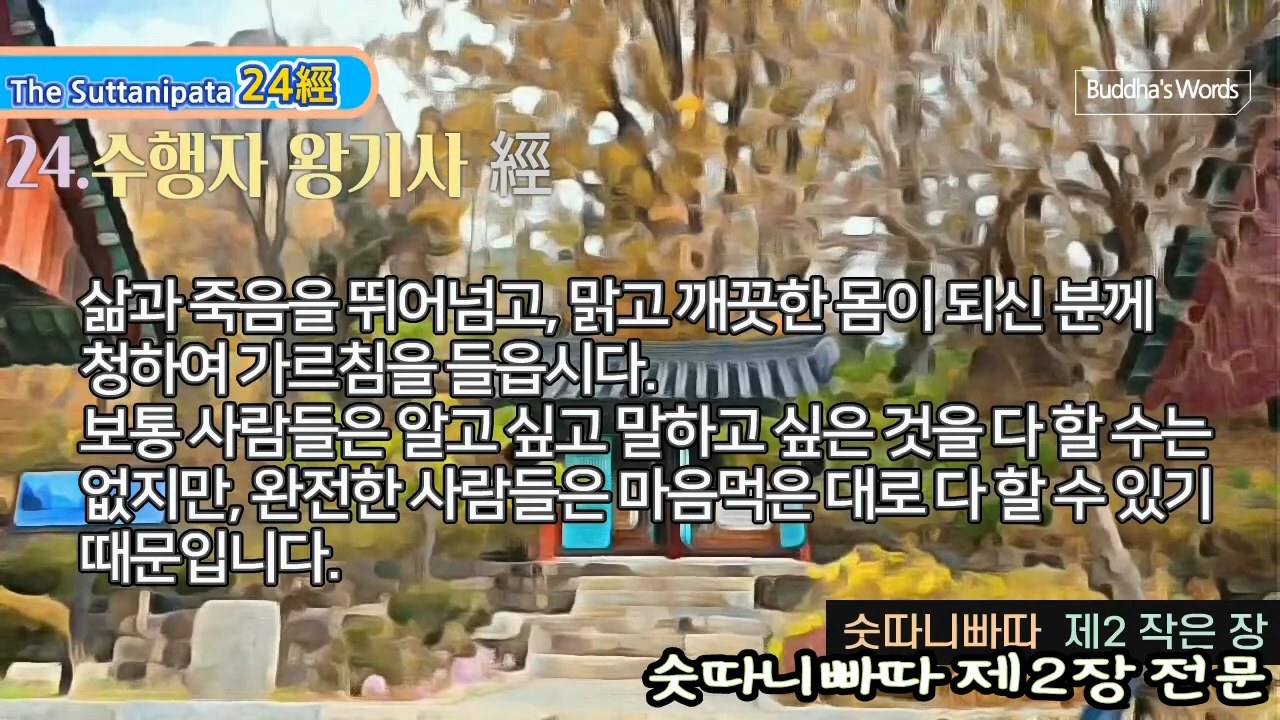 The Suttanipata 24經
Buddha's Words
24.수행자 왕기사 經
삶과 죽음을 뛰어넘고, 맑고 깨끗한 몸이 되신 분께
청하여 가르침을 들읍시다.
보통 사람들은 알고 싶고 말하고 싶은 것을 다 할 수는
없지만, 완전한 사람들은 마음먹은 대로 다 할 수 있기
때문입니다.
숫따니빠따 제2 작은 장
숫따니빠따 제2장 전문